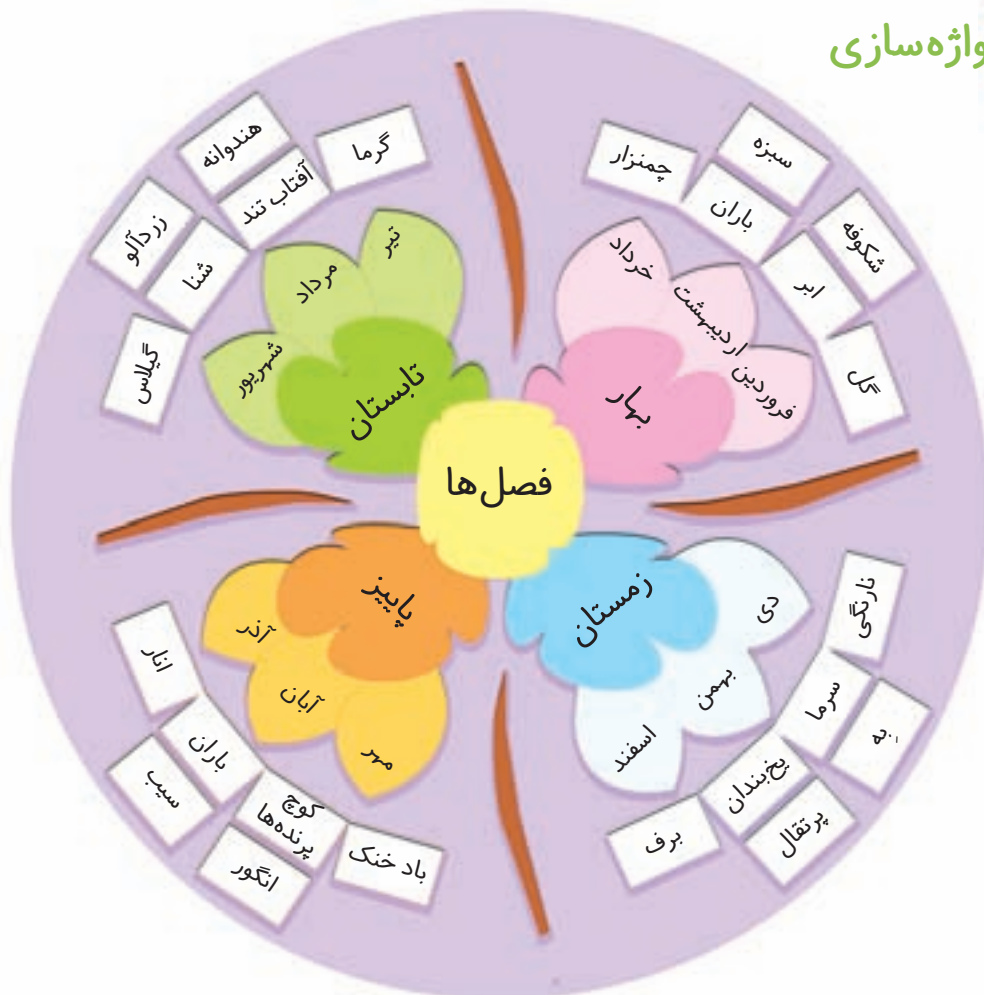 واژه‌سازی
فصل‌ها
بهار
فروردین
اردیبهشت
خرداد
گل
ابر
شکوفه
باران
سبزه
چمنزار
تابستان
تیر
مرداد
شهریور
گرما
آفتاب تند
هندوانه
شنا
زردآلو
گیلاس
پاییز
مهر
آبان
آذر
انار
باران
سیب
کوچ
پرنده‌ها
انگور
باد خنک
زمستان
دی
بهمن
اسفند
نارنگی
سرما
بِه
یخ‌بندان
پرتقال
برف